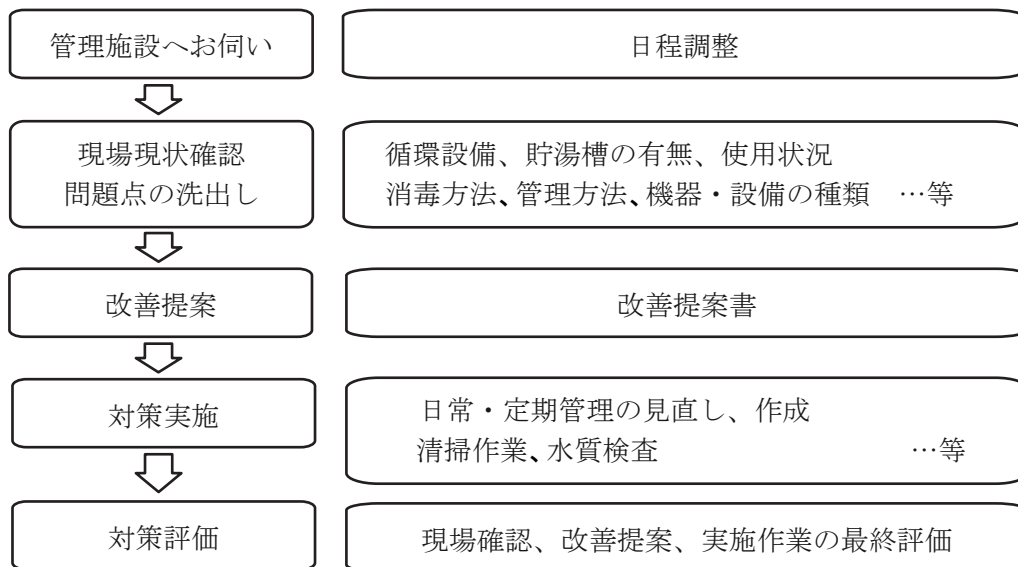 管理施設へお伺い
日程調整
現場現状確認
問題点の洗出し
循環設備、貯湯槽の有無、使用状況
消毒方法、管理方法、機器・設備の種類　…等
改善提案
改善提案書
対策実施
日常・定期管理の見直し、作成
清掃作業、水質検査　…等
対策評価
現場確認、改善提案、実施作業の最終評価